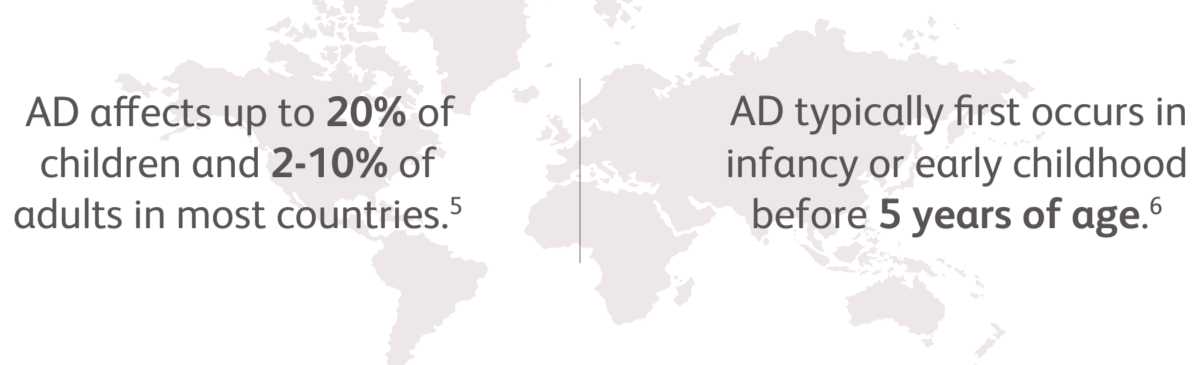 AD affects up to 20% of
children and 2-10% of
adults in most countries.⁵
AD typically first occurs in
infancy or early childhood
before 5 years of age.⁶